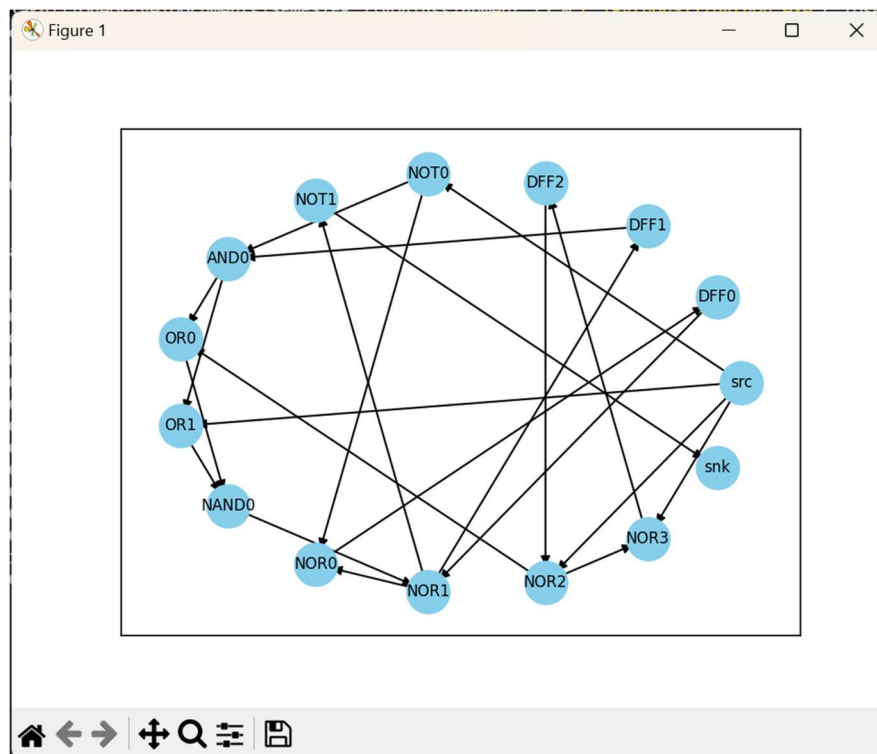 Figure 1
NOT0
DFF2
NOT1
DFF1
AND0
DFF0
OR0
src
OR1
snk
NAND0
NOR3
NOR0
NOR2
NOR1